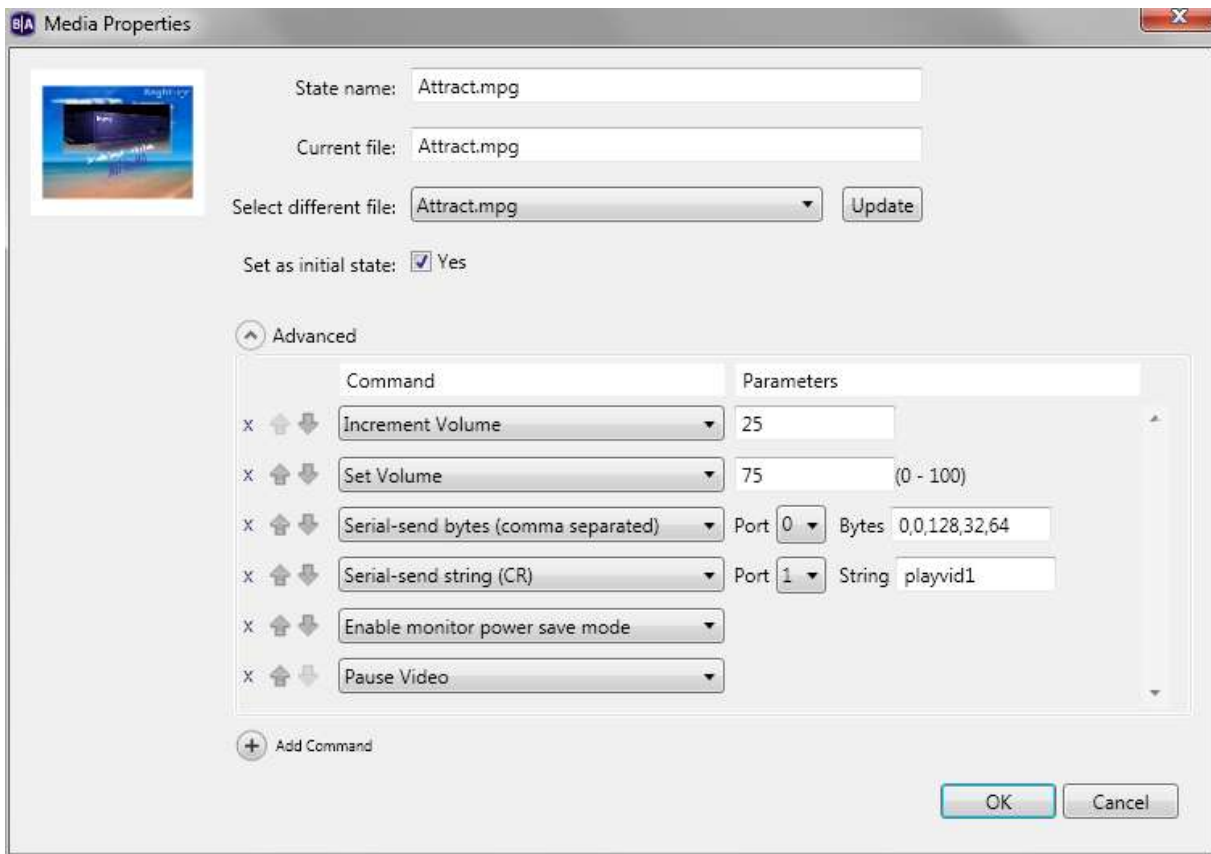 BA Media Properties
State name: Attract.mpg
Current file: Attract.mpg
Select different file: Attract.mpg Update
Set as initial state: Yes
Advanced
Command Parameters
x Increment Volume 25
x Set Volume 75 (0 - 100)
x Serial-send bytes (comma separated) Port 0 Bytes 0,0,128,32,64
x Serial-send string (CR) Port 1 String playvid1
x Enable monitor power save mode
x Pause Video
Add Command
OK Cancel